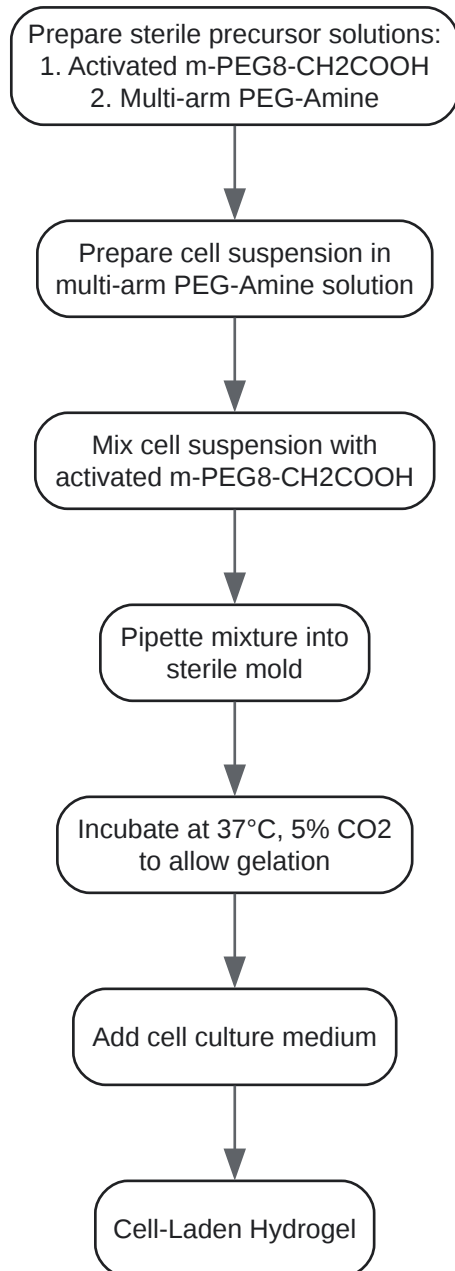 Prepare sterile precursor solutions:
1. Activated m-PEG8-CH2COOH
2. Multi-arm PEG-Amine
Prepare cell suspension in
multi-arm PEG-Amine solution
Mix cell suspension with
activated m-PEG8-CH2COOH
Pipette mixture into
sterile mold
Incubate at 37°C, 5% CO2
to allow gelation
Add cell culture medium
Cell-Laden Hydrogel